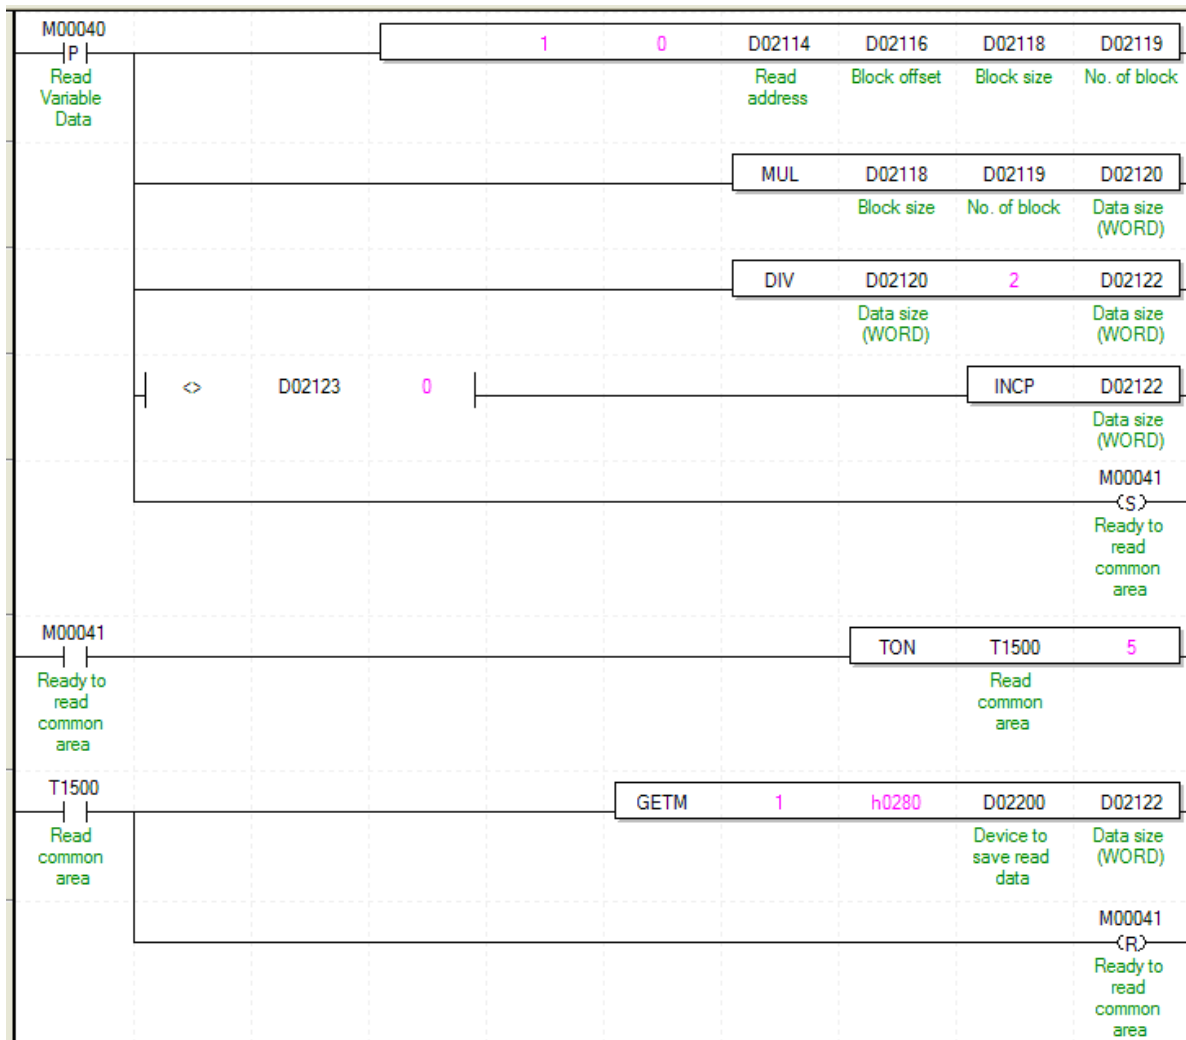 M00040
P
Read
Variable
Data
1 0 D02114 D02116 D02118 D02119
Read
address
Block offset
Block size
No. of block
MUL D02118 D02119 D02120
Block size
No. of block
Data size
(WORD)
DIV D02120 2 D02122
Data size
(WORD)
Data size
(WORD)
<> D02123 0
INCP D02122
Data size
(WORD)
M00041
(S)
Ready to
read
common
area
M00041
Ready to
read
common
area
TON T1500 5
Read
common
area
T1500
Read
common
area
GETM 1 h0280 D02200 D02122
Device to
save read
data
Data size
(WORD)
M00041
(R)
Ready to
read
common
area